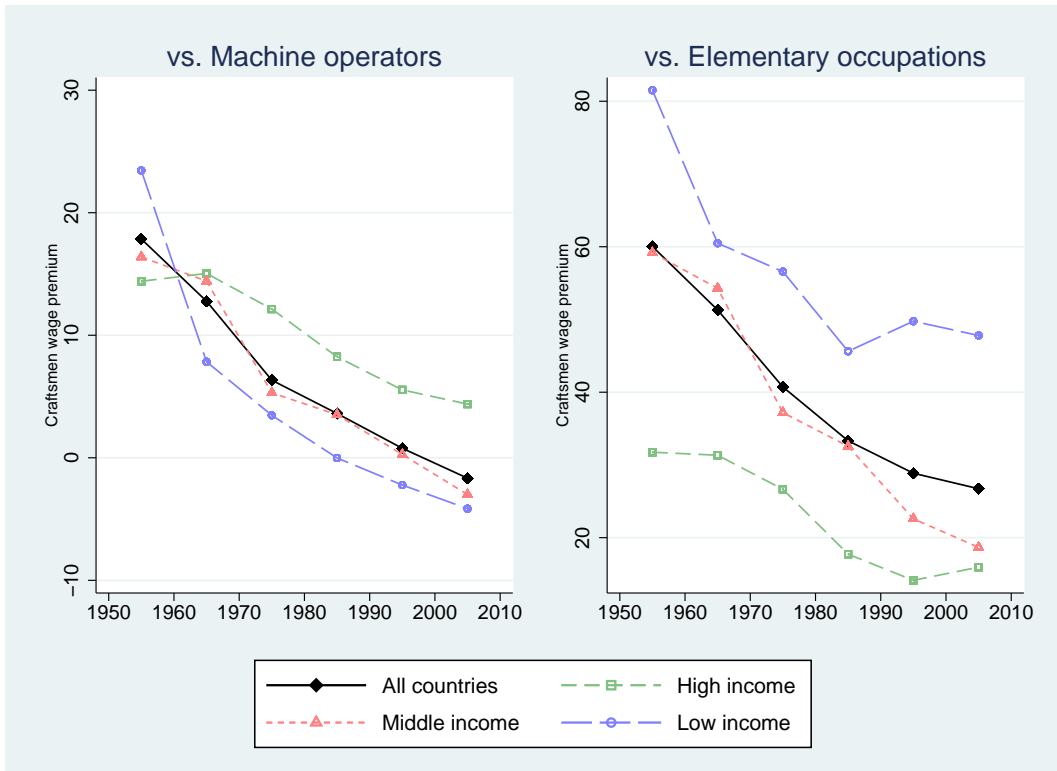 vs. Machine operators
Craftsmen wage premium
30
20
10
0
−10
1950 1960 1970 1980 1990 2000 2010
vs. Elementary occupations
Craftsmen wage premium
80
60
40
20
1950 1960 1970 1980 1990 2000 2010
All countries
High income
Middle income
Low income